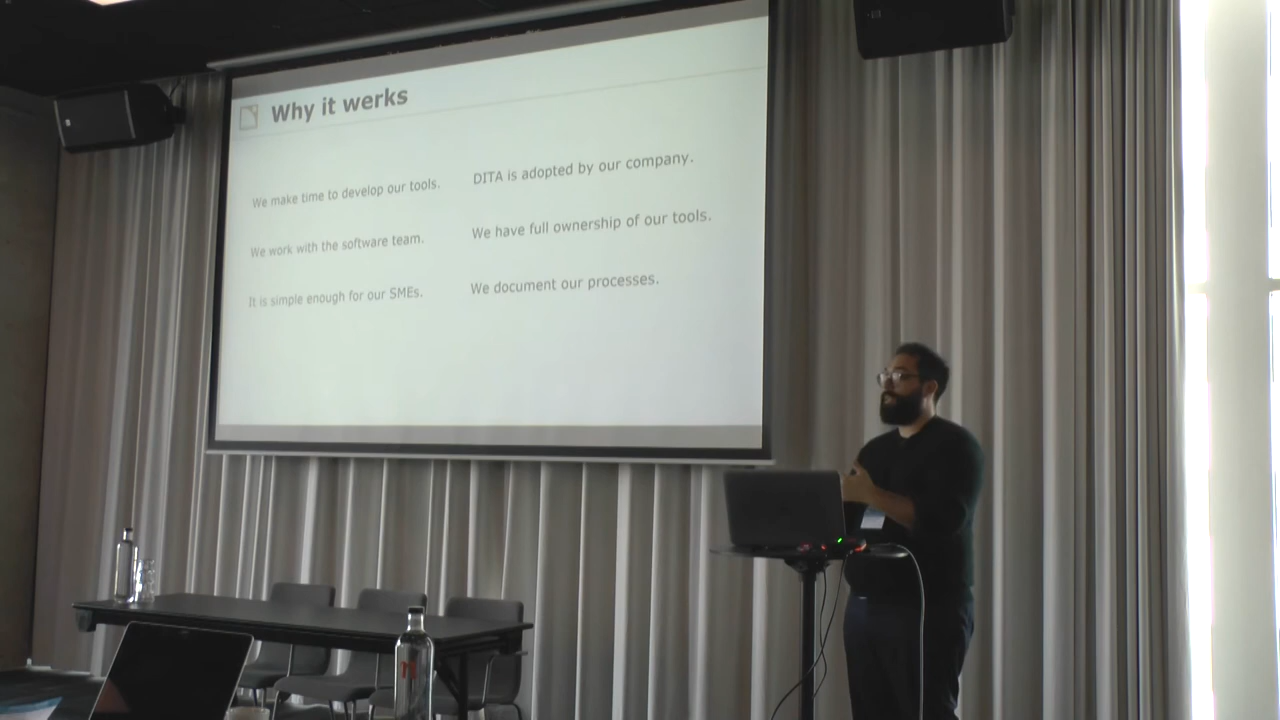 Why it werks
We make time to develop our tools.
We work with the software team.
It is simple enough for our SMEs.
DITA is adopted by our company.
We have full ownership of our tools.
We document our processes.